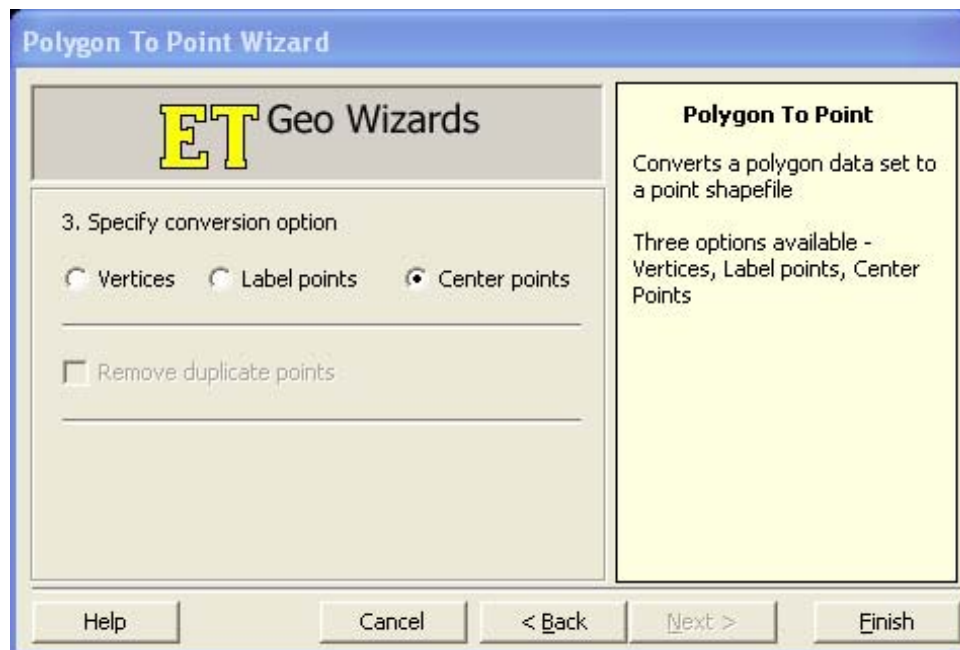 Polygon To Point Wizard
ET Geo Wizards
3. Specify conversion option
Vertices Label points Center points
Remove duplicate points
Polygon To Point
Converts a polygon data set to
a point shapefile
Three options available -
Vertices, Label points, Center
Points
Help Cancel < Back Next > Finish